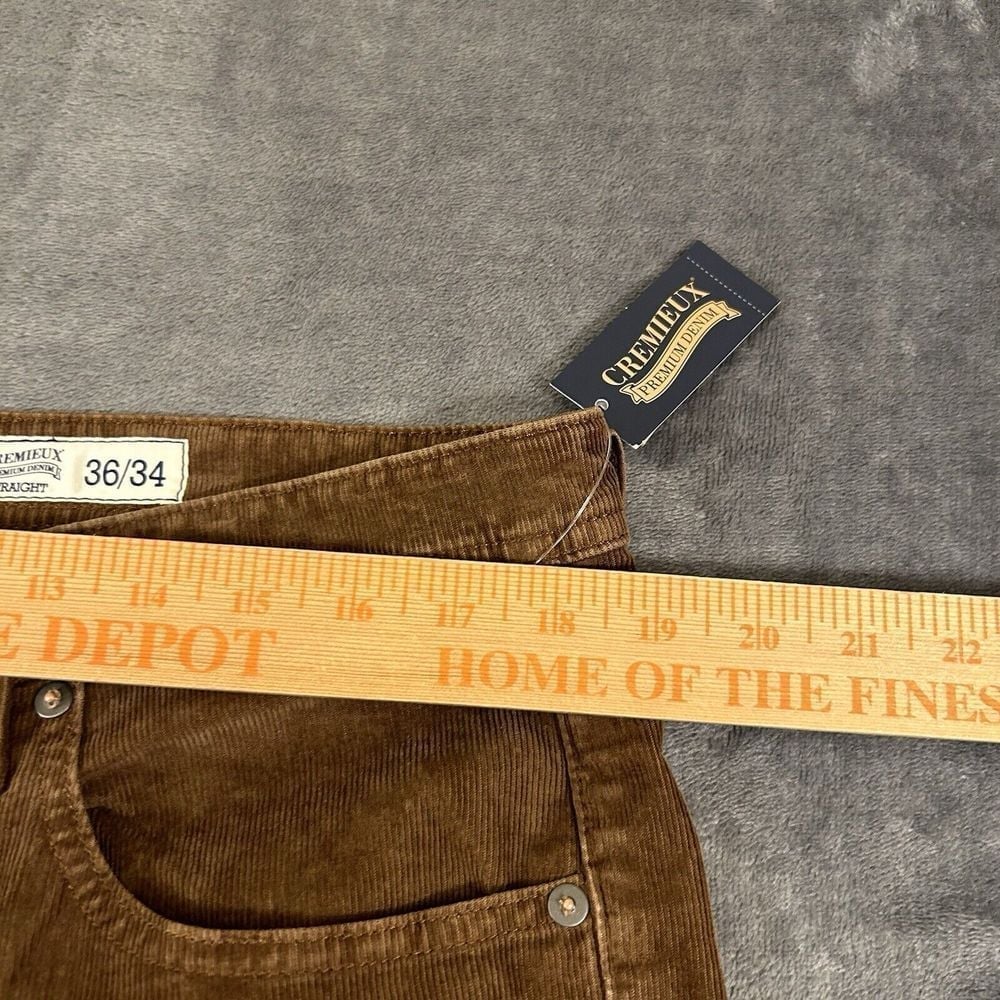 CREMIEUX
PREMIUM DENIM
REMIEUX
EMIUM DENIM
RAIGHT
36/34
13 14 15 16 17 18 19 20 21 22
E DEPOT HOME OF THE FINES